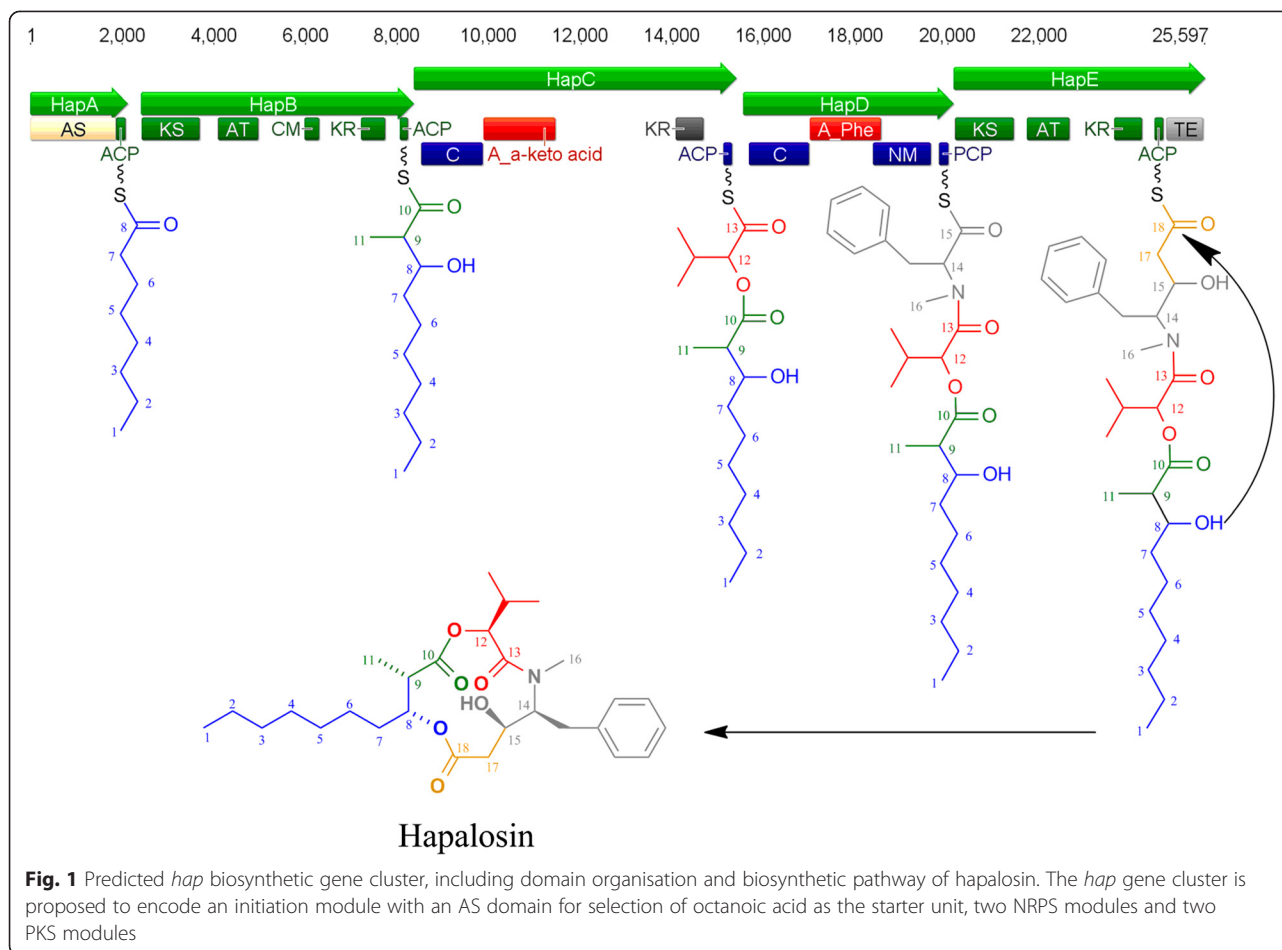 1 2,000 4,000 6,000 8,000 10,000 12,000 14,000 16,000 18,000 20,000 22,000 25,597
HapC HapE
HapA HapB HapD
AS KS AT CM KR ACP A_a-keto acid KR A_Phe KS AT KR TE
ACP C ACP C NM PCP ACP
S S S S S
8 O
7
6
5
4
3
2
1
10 O
11 9
8 OH
7
6
5
4
3
2
1
13 O
12
O
10 O
11 9
8 OH
7
6
5
4
3
2
1
15 O
14
N
16
13 O
12
O
10 O
11 9
8 OH
7
6
5
4
3
2
1
18 O
17
15 OH
14
N
16
13 O
12
O
10 O
11 9
8 OH
7
6
5
4
3
2
1
O 12
10 13 16
11 O O N
9 HO 14
2 4 6 8 O 15
1 3 5 7 18 17
O
Hapalosin
Fig. 1 Predicted hap biosynthetic gene cluster, including domain organisation and biosynthetic pathway of hapalosin. The hap gene cluster is
proposed to encode an initiation module with an AS domain for selection of octanoic acid as the starter unit, two NRPS modules and two
PKS modules